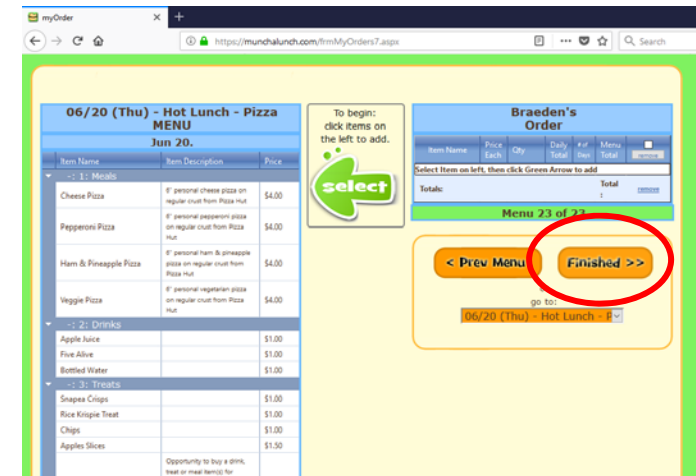 myOrder
https://munchalunch.com/frmMyOrders7.aspx
Search
06/20 (Thu) - Hot Lunch - Pizza
MENU
Jun 20.
Item Name Item Description Price
-: 1: Meals
Cheese Pizza 6" personal cheese pizza on regular crust from Pizza Hut $4.00
Pepperoni Pizza 6" personal pepperoni pizza on regular crust from Pizza Hut $4.00
Ham & Pineapple Pizza 6" personal ham & pineapple pizza on regular crust from Pizza Hut $4.00
Veggie Pizza 6" personal vegetarian pizza on regular crust from Pizza Hut $4.00
-: 2: Drinks
Apple Juice $1.00
Five Alive $1.00
Bottled Water $1.00
-: 3: Treats
Snapea Crisps $1.00
Rice Krispie Treat $1.00
Chips $1.00
Apples Slices $1.50
Opportunity to buy a drink,
treat or meal item(s) for
To begin:
click items on
the left to add.
select
Braeden's
Order
Item Name Price Each Qty Daily Total # of Days Menu Total remove
Select Item on left, then click Green Arrow to add
Totals: Total : remove
Menu 23 of 23
< Prev Menu
Finished >>
go to:
06/20 (Thu) - Hot Lunch - P